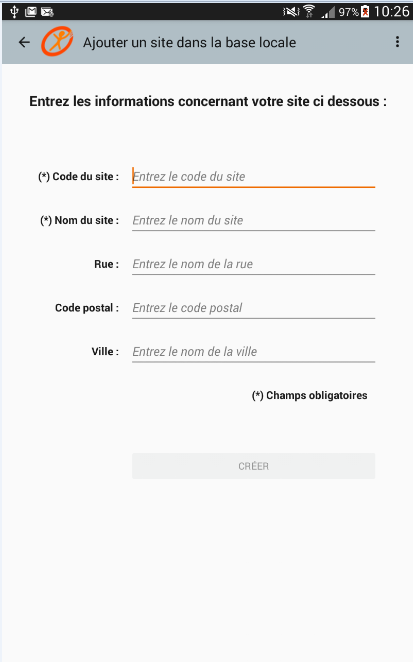 97% 10:26
Ajouter un site dans la base locale
Entrez les informations concernant votre site ci dessous :
(*) Code du site : Entrez le code du site
(*) Nom du site : Entrez le nom du site
Rue : Entrez le nom de la rue
Code postal : Entrez le code postal
Ville : Entrez le nom de la ville
(*) Champs obligatoires
CRÉER